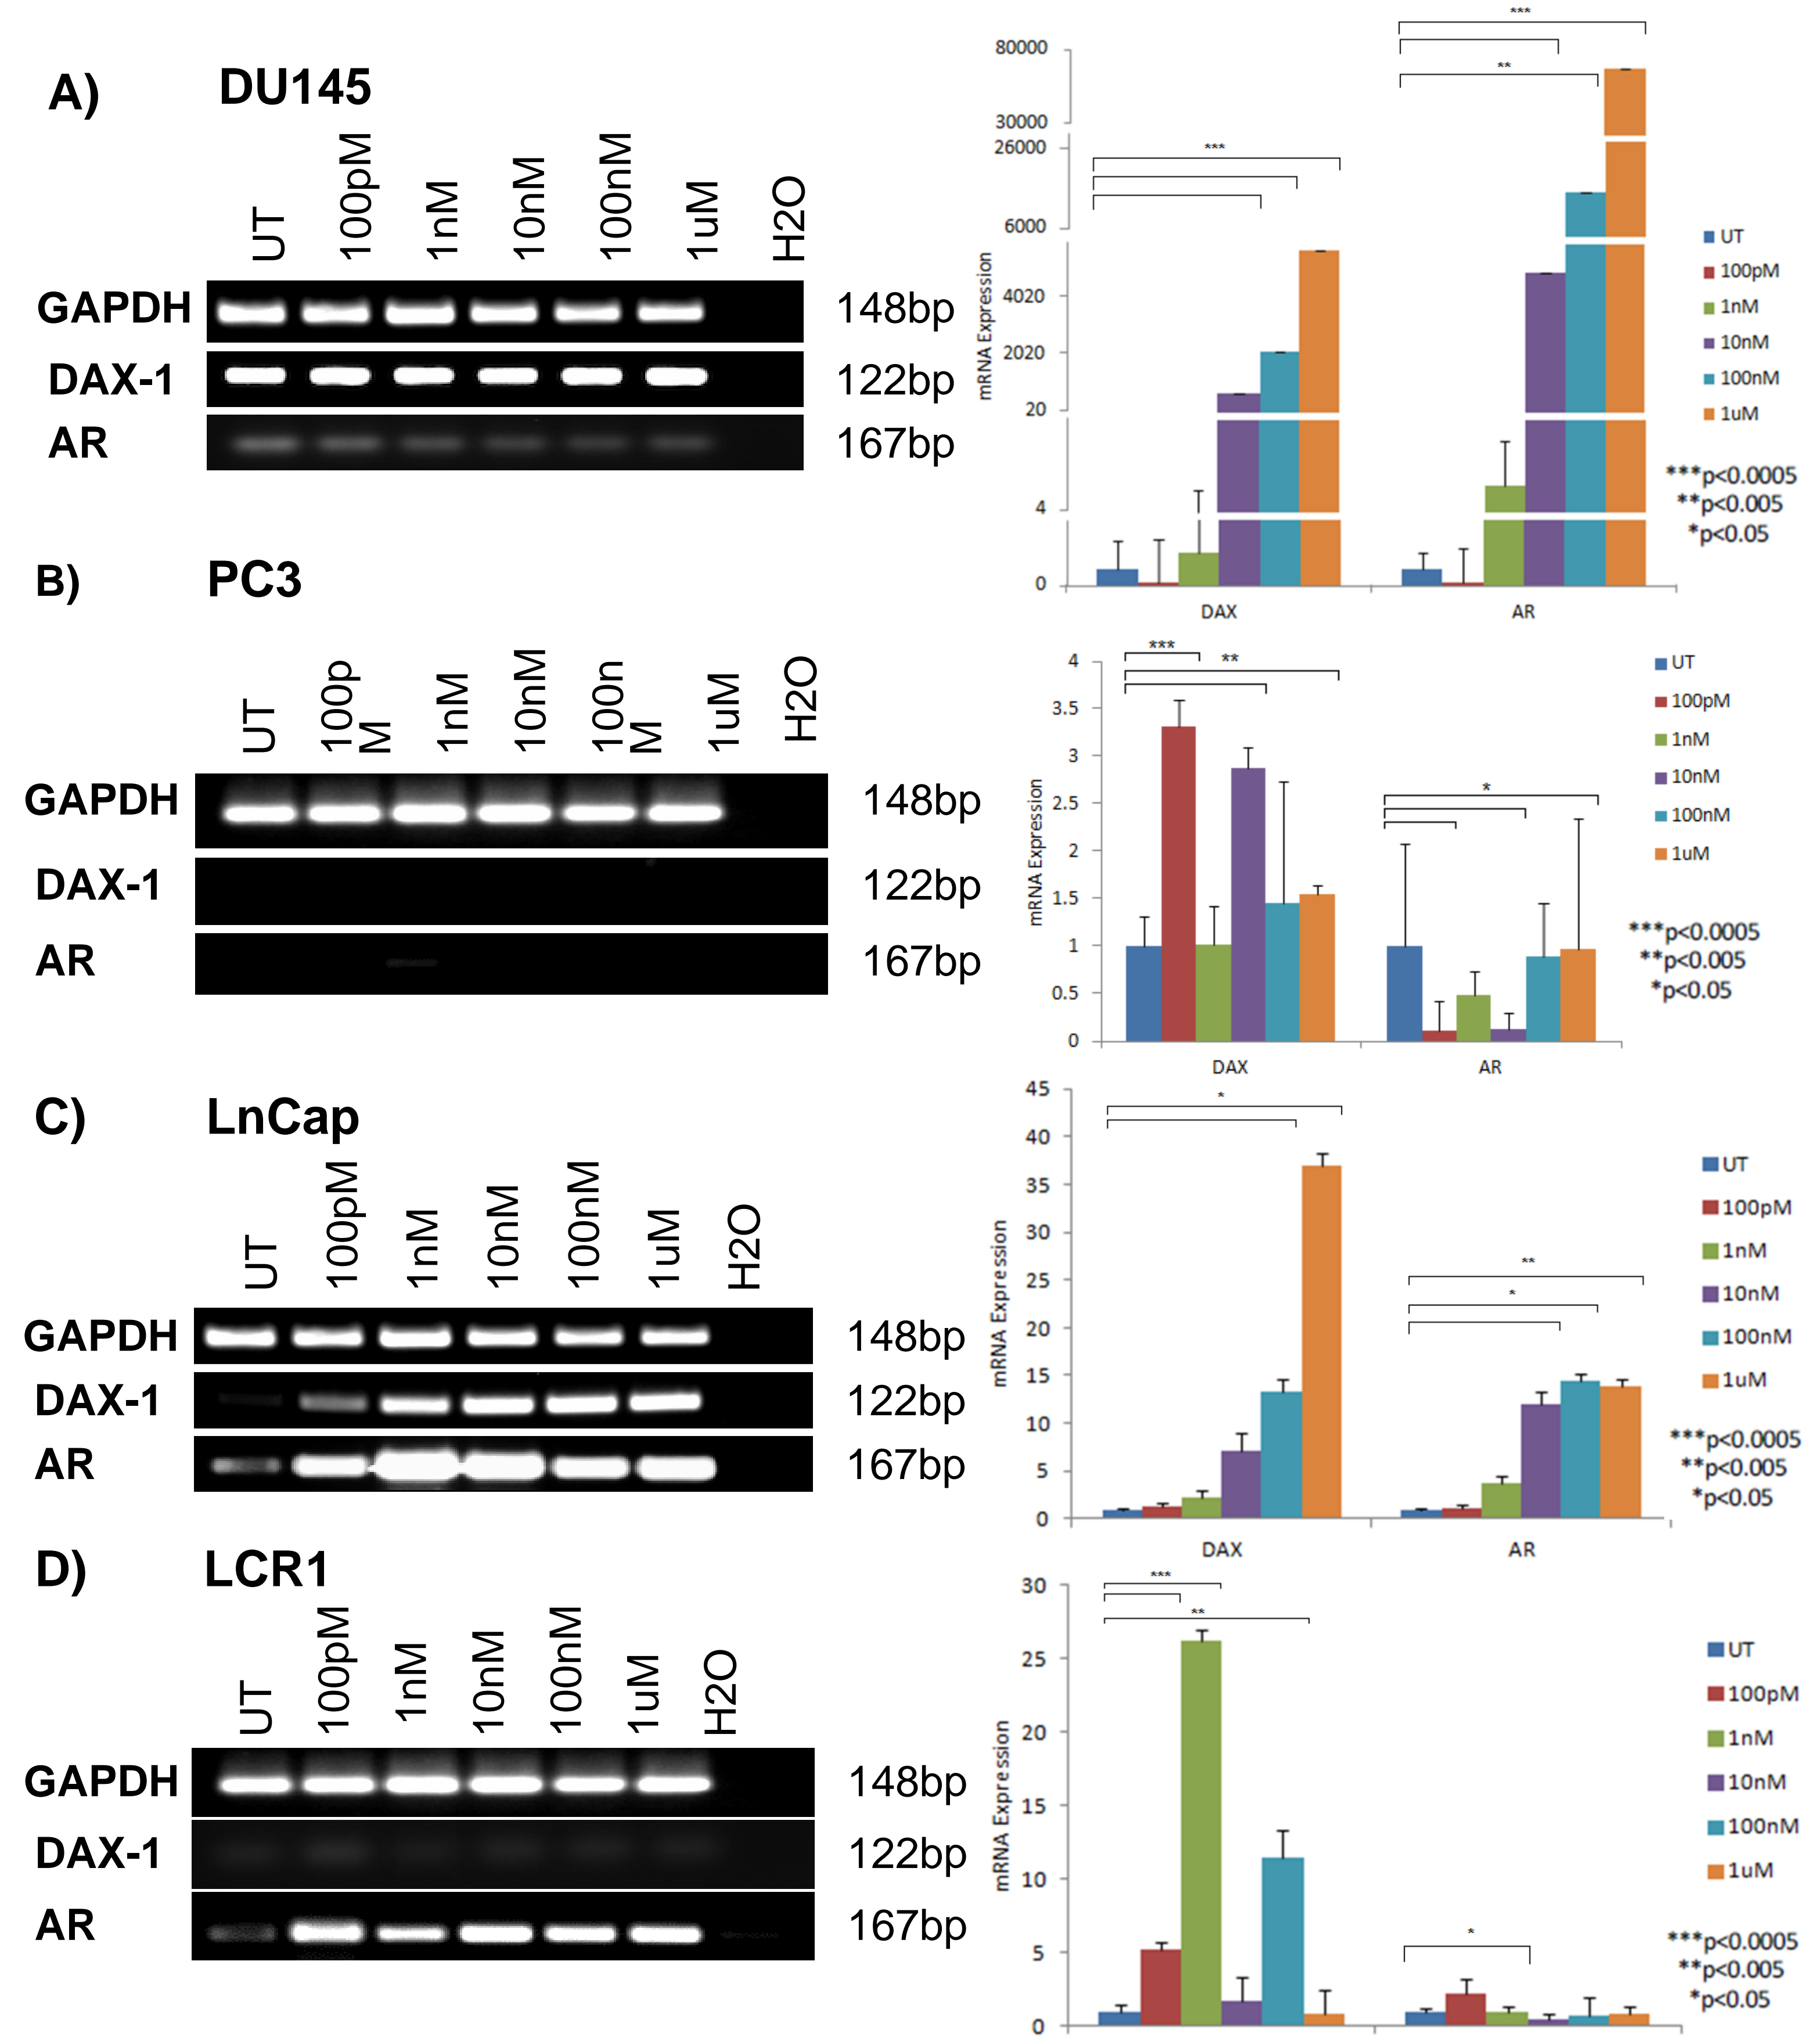 A) DU145
UT 100pM 1nM 10nM 100nM 1uM H2O
GAPDH 148bp
DAX-1 122bp
AR 167bp
***
**
***
80000
30000
26000
6000
4020
2020
20
4
0
mRNA Expression
DAX AR
UT
100pM
1nM
10nM
100nM
1uM
***p<0.0005
**p<0.005
*p<0.05
B) PC3
UT 100p
M 1nM 10nM 100n
M 1uM H2O
GAPDH 148bp
DAX-1 122bp
AR 167bp
***
**
*
4
3.5
3
2.5
2
1.5
1
0.5
0
mRNA Expression
DAX AR
UT
100pM
1nM
10nM
100nM
1uM
***p<0.0005
**p<0.005
*p<0.05
C) LnCap
UT 100pM 1nM 10nM 100nM 1uM H2O
GAPDH 148bp
DAX-1 122bp
AR 167bp
*
**
*
45
40
35
30
25
20
15
10
5
0
mRNA Expression
DAX AR
UT
100pM
1nM
10nM
100nM
1uM
***p<0.0005
**p<0.005
*p<0.05
D) LCR1
UT 100pM 1nM 10nM 100nM 1uM H2O
GAPDH 148bp
DAX-1 122bp
AR 167bp
***
**
*
30
25
20
15
10
5
0
mRNA Expression
UT
100pM
1nM
10nM
100nM
1uM
***p<0.0005
**p<0.005
*p<0.05